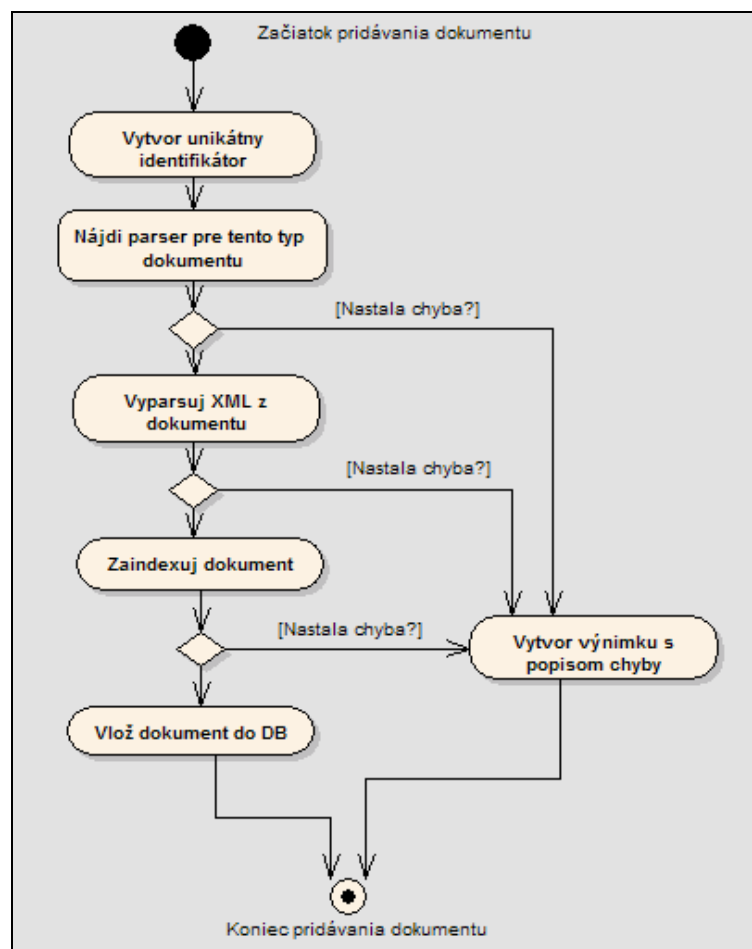 Začiatok pridávania dokumentu
Vytvor unikátny
identifikátor
Nájdi parser pre tento typ
dokumentu
[Nastala chyba?]
Vyparsuj XML z
dokumentu
[Nastala chyba?]
Zaindexuj dokument
[Nastala chyba?]
Vytvor výnimku s
popisom chyby
Vlož dokument do DB
Koniec pridávania dokumentu